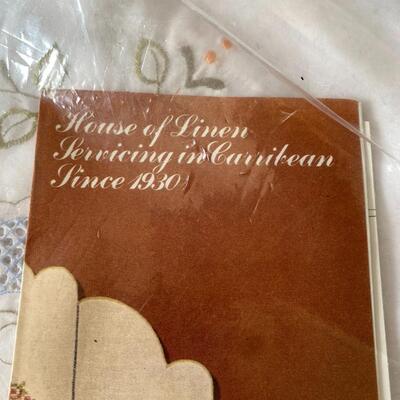 House of Linen
Servicing in Carribean
Since 1930